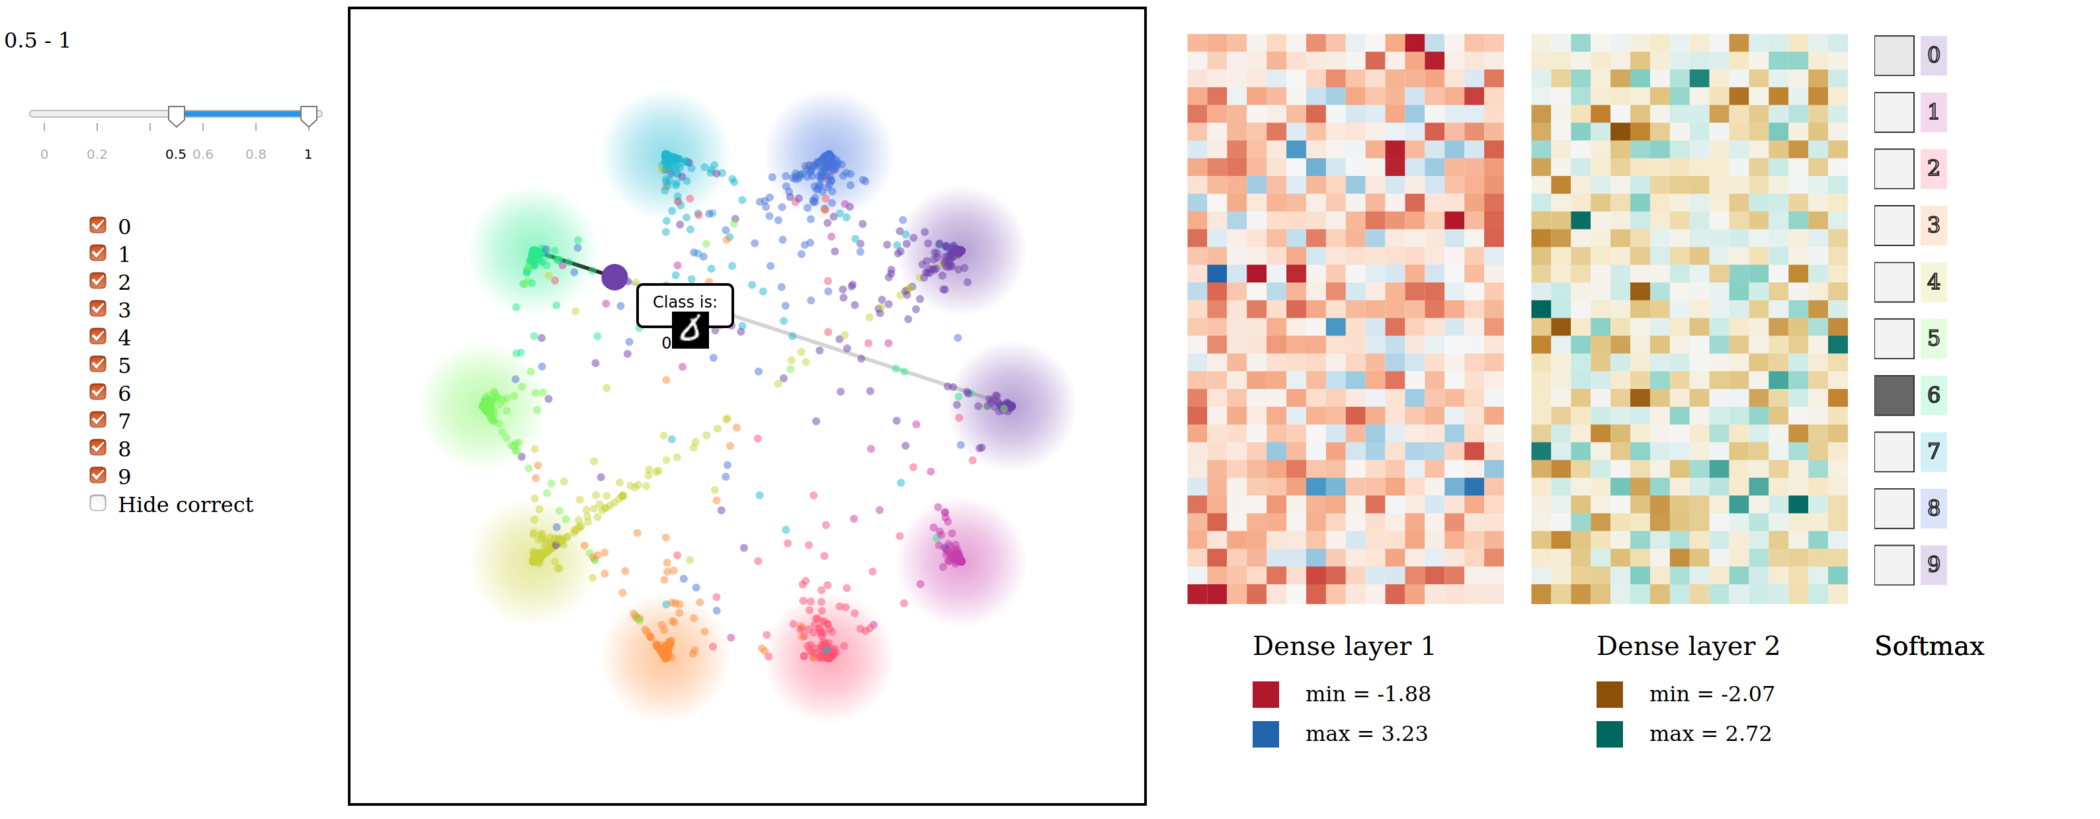 0.5 - 1
0 0.2 0.5 0.6 0.8 1
0
1
2
3
4
5
6
7
8
9
Hide correct
Class is:
0
Dense layer 1
min = -1.88
max = 3.23
Dense layer 2
min = -2.07
max = 2.72
0
1
2
3
4
5
6
7
8
9
Softmax